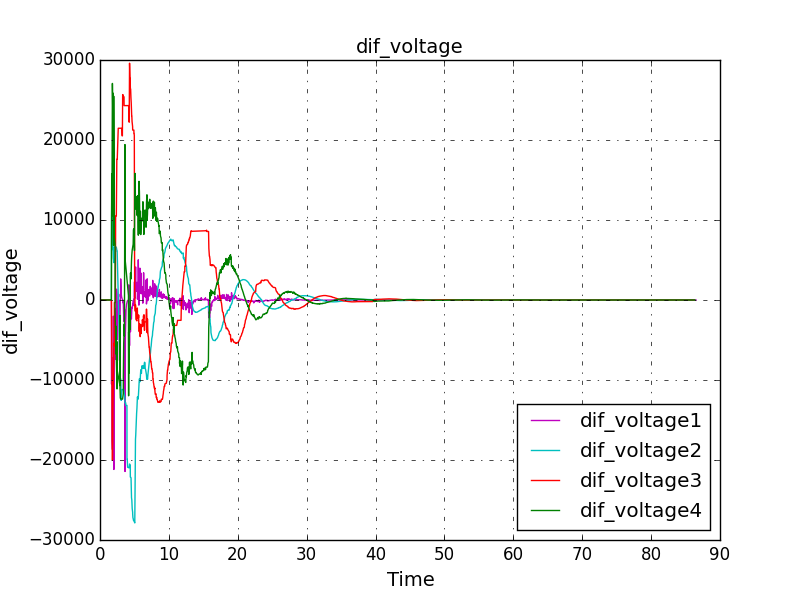 dif_voltage
30000
20000
10000
0
−10000
−20000
−30000
dif_voltage
0 10 20 30 40 50 60 70 80 90
Time
dif_voltage1
dif_voltage2
dif_voltage3
dif_voltage4